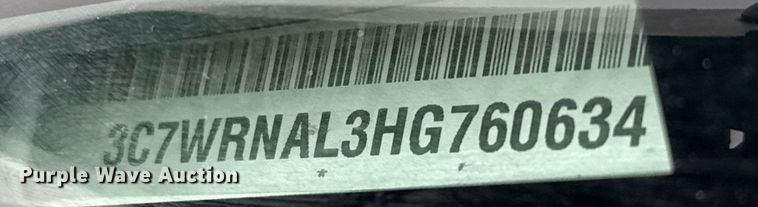 3C7WRNAL3HG760634
Purple Wave Auction